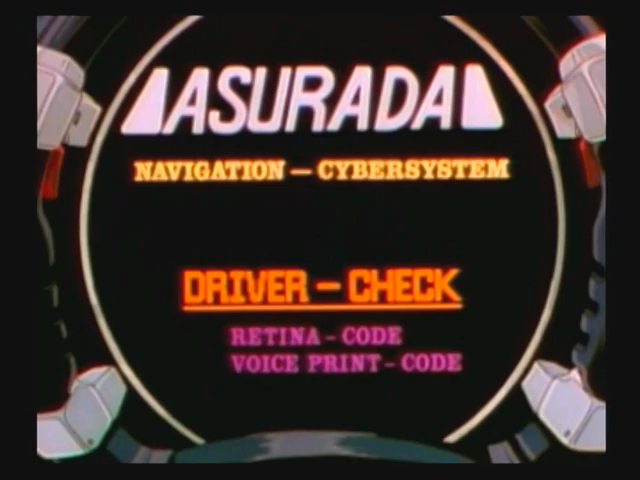 ASURADA
NAVIGATION – CYBERSYSTEM
DRIVER – CHECK
RETINA – CODE
VOICE PRINT – CODE